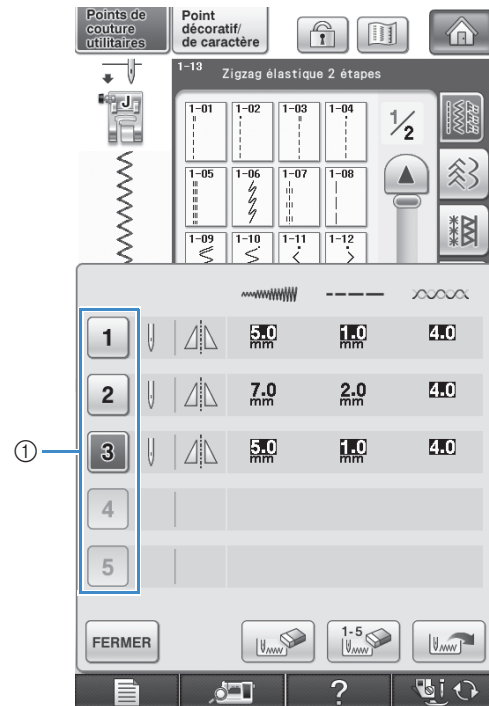 Points de
couture
utilitaires
Point
décoratif/
de caractère
1-13 Zigzag élastique 2 étapes
J
1-01 1-02 1-03 1-04
1/2
1-05 1-06 1-07 1-08
1-09 1-10 1-11 1-12
1 5.0 mm 1.0 mm 4.0
2 7.0 mm 2.0 mm 4.0
① 3 5.0 mm 1.0 mm 4.0
4
5
FERMER 1-5
? i